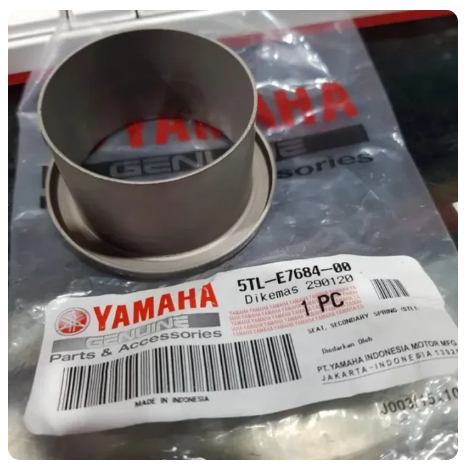 YAMAHA
GENUINE
ssories
5TL-E7684-00
Dikemas 290120
1 PC
YAMAHA
GENUINE
Parts & Accessories
SEAT, SECONDARY SPRING (5TL)
Diedarkan Oleh
PT.YAMAHA INDONESIA MOTOR MFG.
JAKARTA-INDONESIA
MADE IN INDONESIA